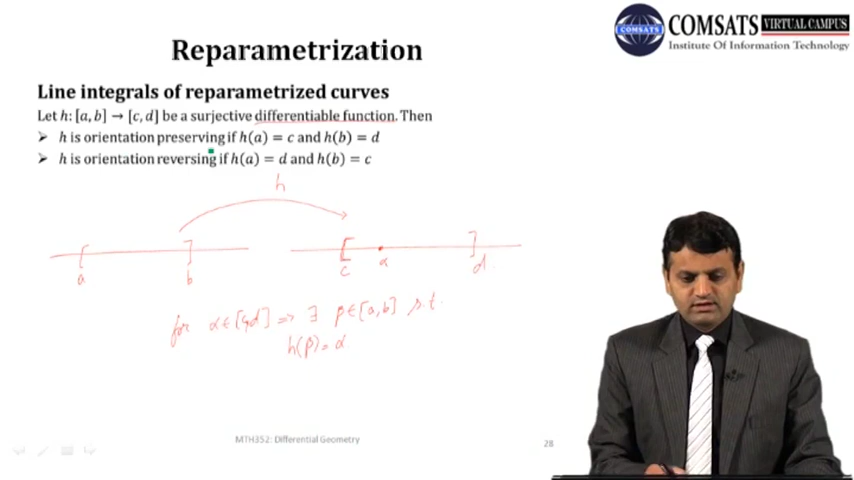 COMSATS VIRTUAL CAMPUS
Institute Of Information Technology
Reparametrization
Line integrals of reparametrized curves
Let h: [a, b] → [c, d] be a surjective differentiable function. Then
➤ h is orientation preserving if h(a) = c and h(b) = d
➤ h is orientation reversing if h(a) = d and h(b) = c
h
[ ] [ ]
a b c α d
for α ∈ [c, d] => ∃ β ∈ [a, b] s.t.
h(β) = α
MTH352: Differential Geometry 28